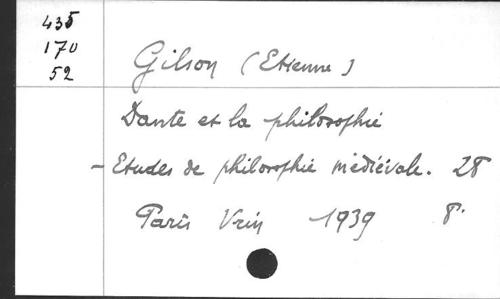 435
170
52
Gilson (Etienne)
Dante et la philosophie
- Etudes de philosophie médiévale. 28
Paris Vrin 1939 8°